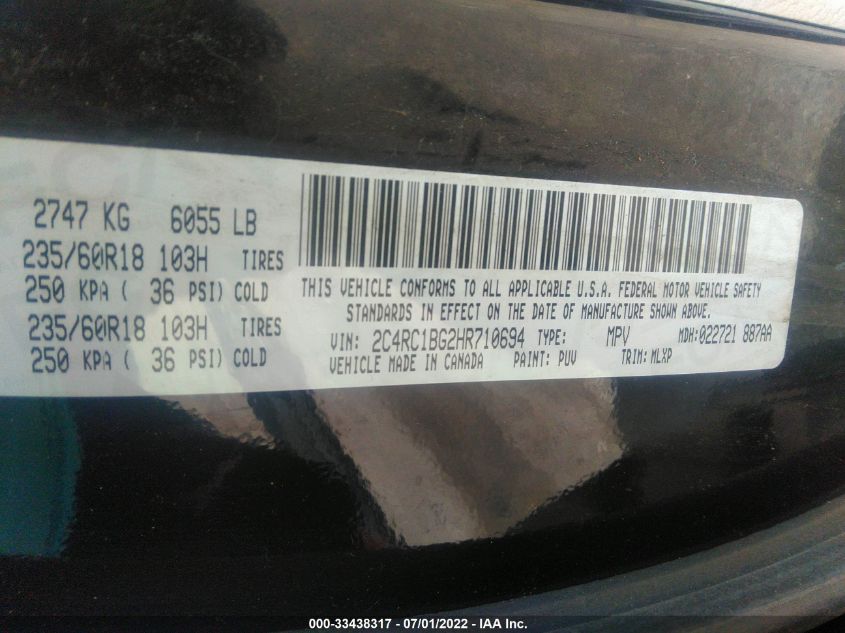 2747 KG 6055 LB
235/60R18 103H TIRES
250 KPA ( 36 PSI) COLD
235/60R18 103H TIRES
250 KPA ( 36 PSI) COLD
THIS VEHICLE CONFORMS TO ALL APPLICABLE U.S.A. FEDERAL MOTOR VEHICLE SAFETY
STANDARDS IN EFFECT ON THE DATE OF MANUFACTURE SHOWN ABOVE.
VIN: 2C4RC1BG2HR710694 TYPE: MPV MDH:022721 887AA
VEHICLE MADE IN CANADA PAINT: PUV TRIM: MLXP
000-33438317 - 07/01/2022 - IAA Inc.